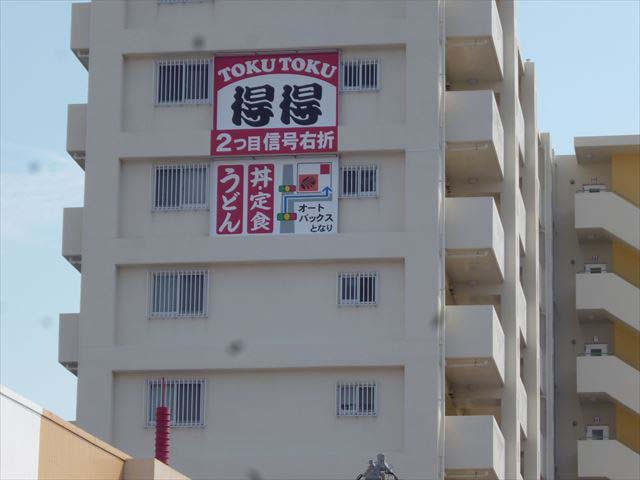 TOKU TOKU
得得
2つ目信号右折
うどん
丼・定食
オート
バックス
となり